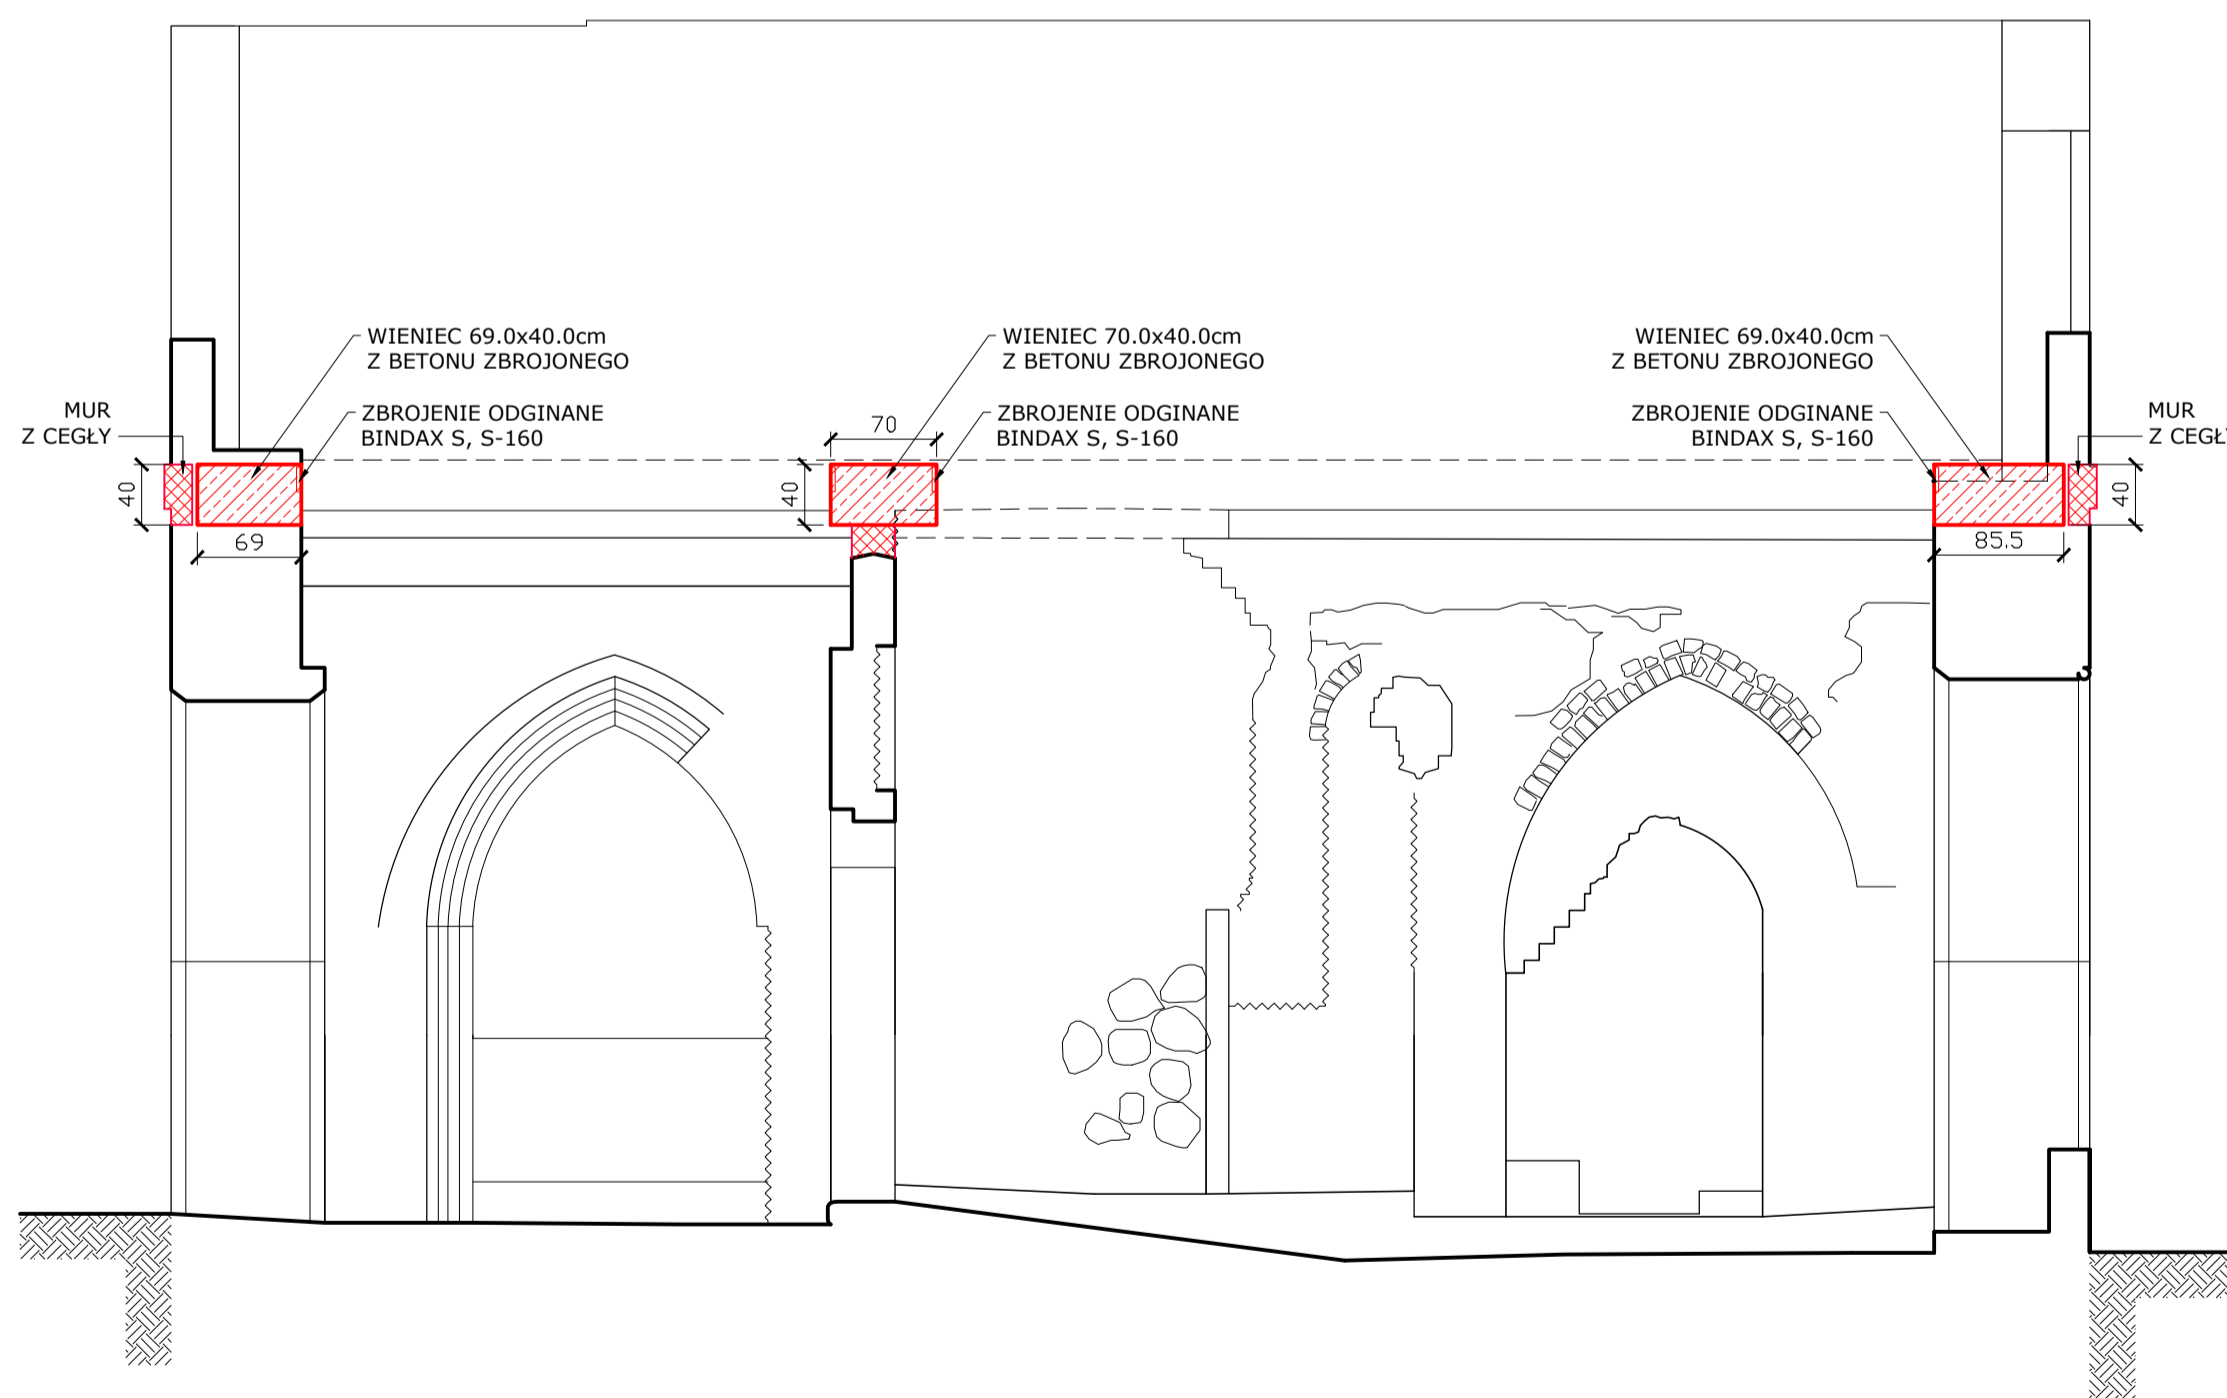 WIENIEC 69.0x40.0cm
Z BETONU ZBROJONEGO
MUR
Z CEGŁY
ZBROJENIE ODGINANE
BINDAX S, S-160
40
69
WIENIEC 70.0x40.0cm
Z BETONU ZBROJONEGO
ZBROJENIE ODGINANE
BINDAX S, S-160
70
40
WIENIEC 69.0x40.0cm
Z BETONU ZBROJONEGO
ZBROJENIE ODGINANE
BINDAX S, S-160
MUR
Z CEGŁY
40
85.5